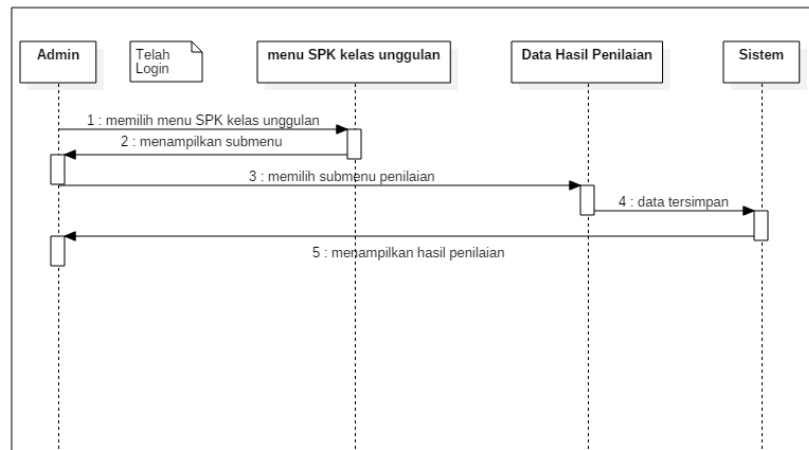 Admin
Telah
Login
menu SPK kelas unggulan
Data Hasil Penilaian
Sistem
1 : memilih menu SPK kelas unggulan
2 : menampilkan submenu
3 : memilih submenu penilaian
4 : data tersimpan
5 : menampilkan hasil penilaian